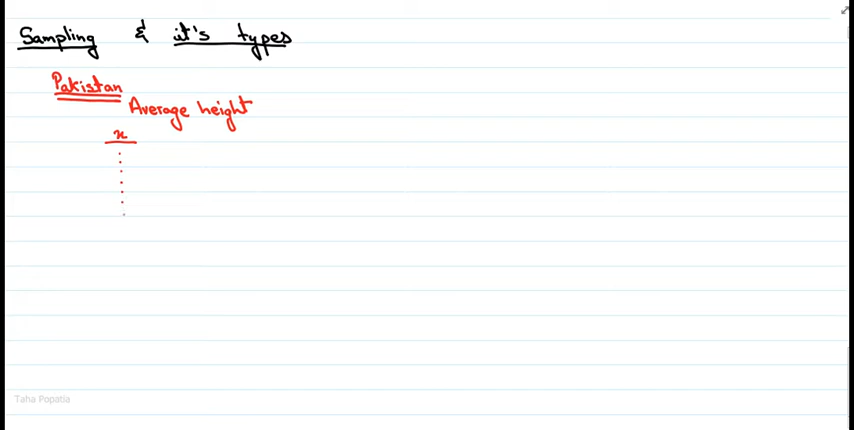 Sampling & it's types
Pakistan
Average height
x
Taha Popatia